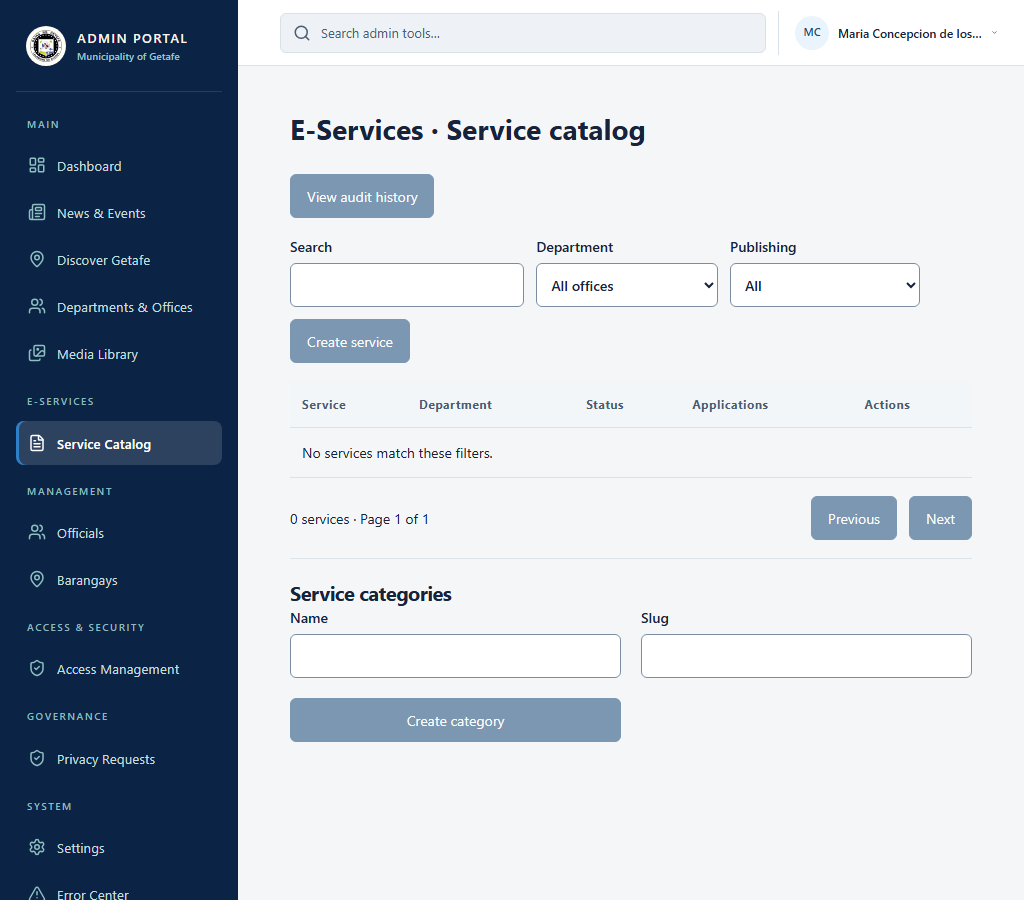 ADMIN PORTAL
Municipality of Getafe
Search admin tools...
MC
Maria Concepcion de los...
MAIN
Dashboard
News & Events
Discover Getafe
Departments & Offices
Media Library
E-SERVICES
Service Catalog
MANAGEMENT
Officials
Barangays
ACCESS & SECURITY
Access Management
GOVERNANCE
Privacy Requests
SYSTEM
Settings
Error Center
E-Services · Service catalog
View audit history
Search Department Publishing
All offices All
Create service
Service Department Status Applications Actions
No services match these filters.
0 services · Page 1 of 1 Previous Next
Service categories
Name Slug
Create category